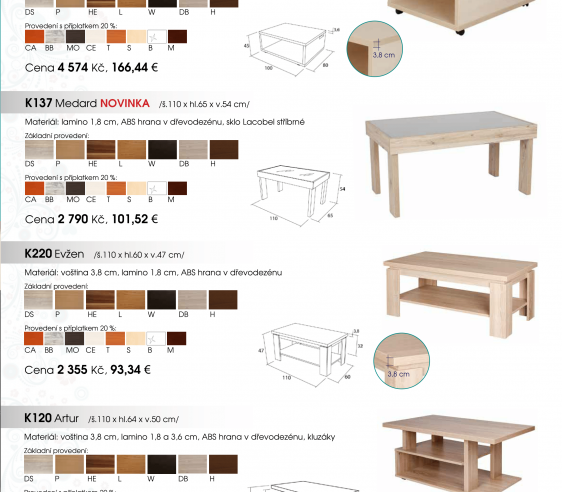 DS P HE L W DB H
Provedení s příplatkem 20 %:
CA BB MO CE T S B M
Cena 4 574 Kč, 166,44 €
45
3,8
100
88
3,8 cm
K137 Medard NOVINKA /š.110 x hl.65 x v.54 cm/
Materiál: lamino 1,8 cm, ABS hrana v dřevodezénu, sklo Lacobel stříbrné
Základní provedení:
DS P HE L W DB H
Provedení s příplatkem 20 %:
CA BB MO CE T S B M
Cena 2 790 Kč, 101,52 €
54
110
65
K220 Evžen /š.110 x hl.60 x v.47 cm/
Materiál: voština 3,8 cm, lamino 1,8 cm, ABS hrana v dřevodezénu
Základní provedení:
DS P HE L W DB H
Provedení s příplatkem 20 %:
CA BB MO CE T S B M
Cena 2 355 Kč, 93,34 €
3,8
47
32
110
60
3,8 cm
K120 Artur /š.110 x hl.64 x v.50 cm/
Materiál: voština 3,8 cm, lamino 1,8 a 3,6 cm, ABS hrana v dřevodezénu, kluzáky
Základní provedení:
DS P HE L W DB H
Provedení s příplatkem 20 %: